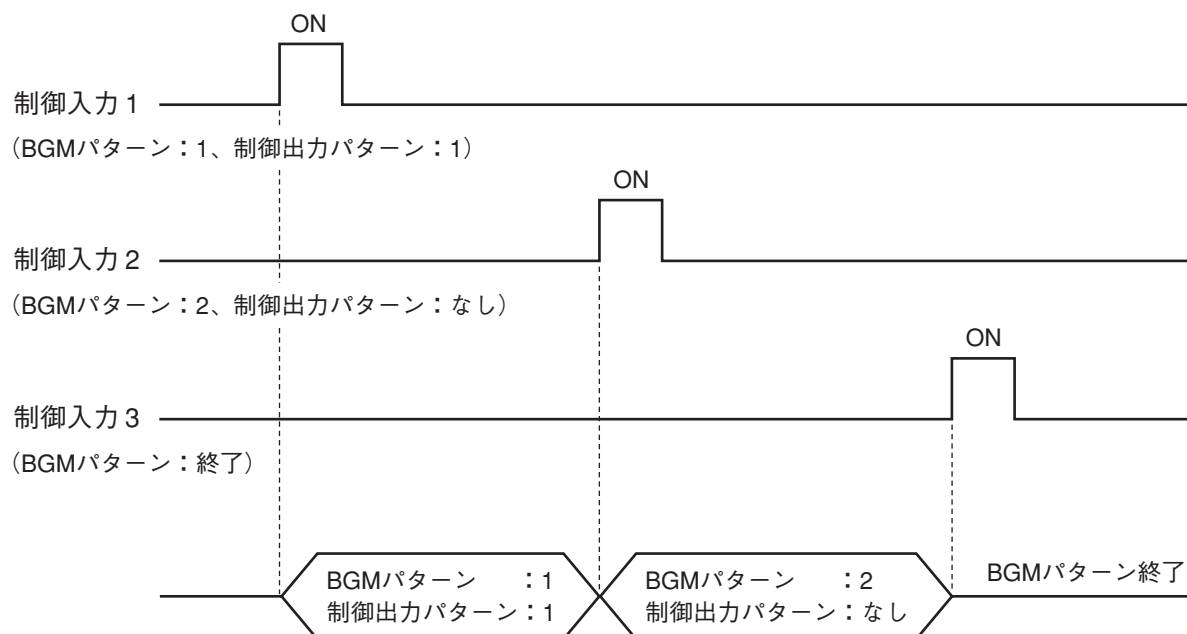 ON
制御入力1
（BGMパターン：1、制御出力パターン：1）
ON
制御入力2
（BGMパターン：2、制御出力パターン：なし）
ON
制御入力3
（BGMパターン：終了）
BGMパターン　　：1
制御出力パターン：1
BGMパターン　　：2
制御出力パターン：なし
BGMパターン終了